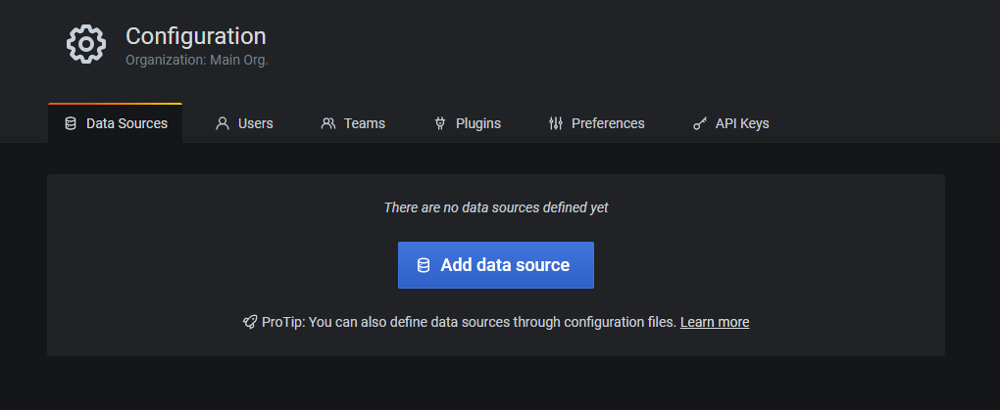 Configuration
Organization: Main Org.
Data Sources Users Teams Plugins Preferences API Keys
There are no data sources defined yet
Add data source
ProTip: You can also define data sources through configuration files. Learn more